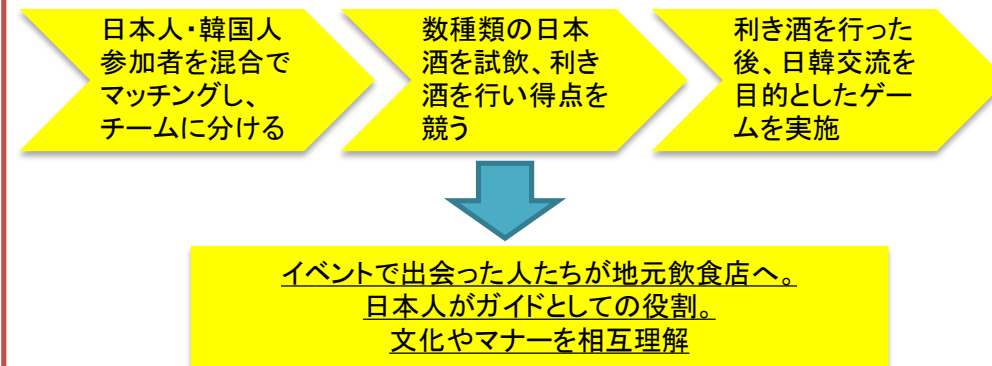 日本人・韓国人
参加者を混合で
マッチングし、
チームに分ける
数種類の日本
酒を試飲、利き
酒を行い得点を
競う
利き酒を行った
後、日韓交流を
目的としたゲー
ムを実施
イベントで出会った人たちが地元飲食店へ。
日本人がガイドとしての役割。
文化やマナーを相互理解